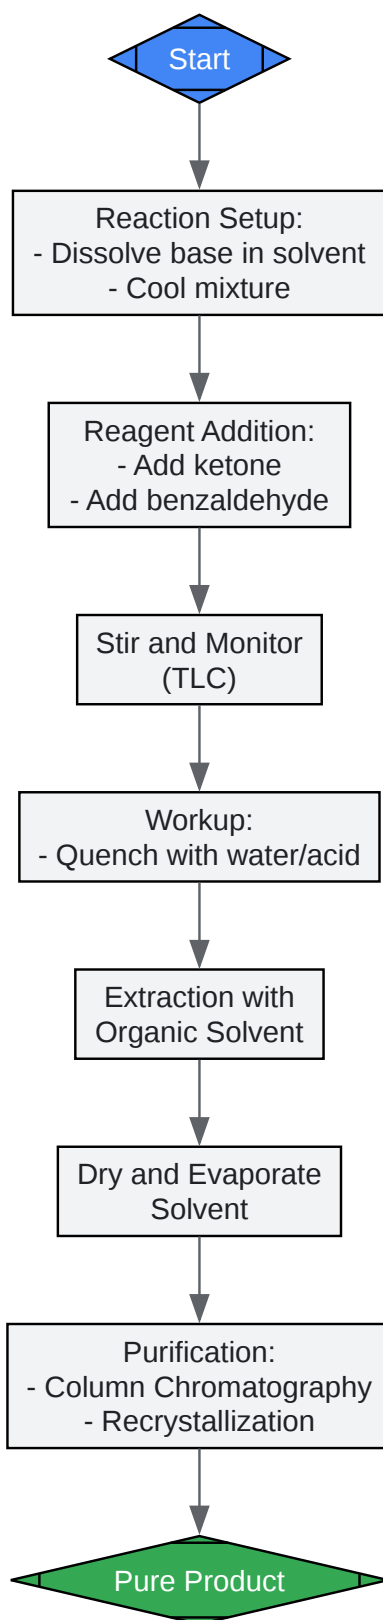 Start
Reaction Setup:
- Dissolve base in solvent
- Cool mixture
Reagent Addition:
- Add ketone
- Add benzaldehyde
Stir and Monitor
(TLC)
Workup:
- Quench with water/acid
Extraction with
Organic Solvent
Dry and Evaporate
Solvent
Purification:
- Column Chromatography
- Recrystallization
Pure Product